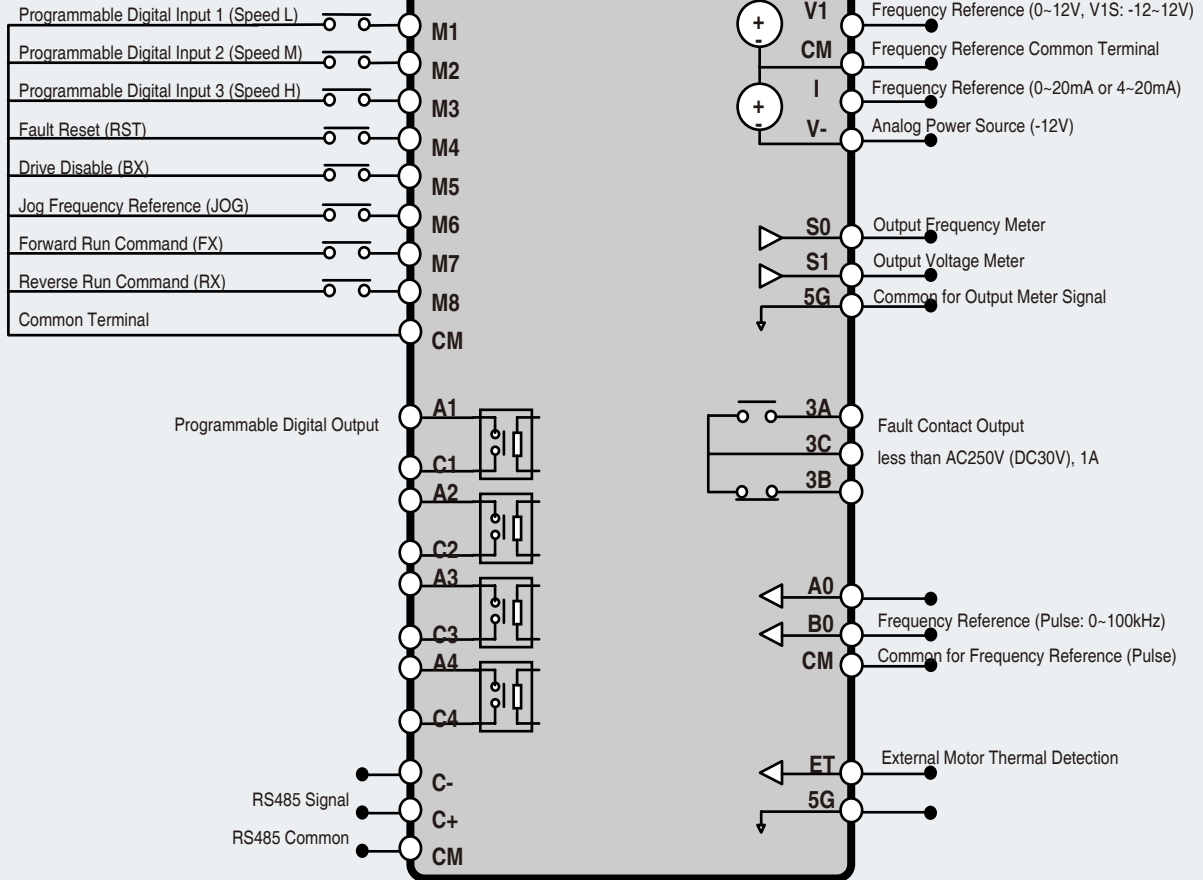 Programmable Digital Input 1 (Speed L)
M1
Programmable Digital Input 2 (Speed M)
M2
Programmable Digital Input 3 (Speed H)
M3
Fault Reset (RST)
M4
Drive Disable (BX)
M5
Jog Frequency Reference (JOG)
M6
Forward Run Command (FX)
M7
Reverse Run Command (RX)
M8
Common Terminal
CM
Programmable Digital Output
A1
C1
A2
C2
A3
C3
A4
C4
C-
RS485 Signal
C+
RS485 Common
CM
+
-
V1
Frequency Reference (0~12V, V1S: -12~12V)
CM
Frequency Reference Common Terminal
+
-
I
Frequency Reference (0~20mA or 4~20mA)
V-
Analog Power Source (-12V)
S0
Output Frequency Meter
S1
Output Voltage Meter
5G
Common for Output Meter Signal
3A
Fault Contact Output
3C
less than AC250V (DC30V), 1A
3B
A0
B0
Frequency Reference (Pulse: 0~100kHz)
CM
Common for Frequency Reference (Pulse)
ET
External Motor Thermal Detection
5G